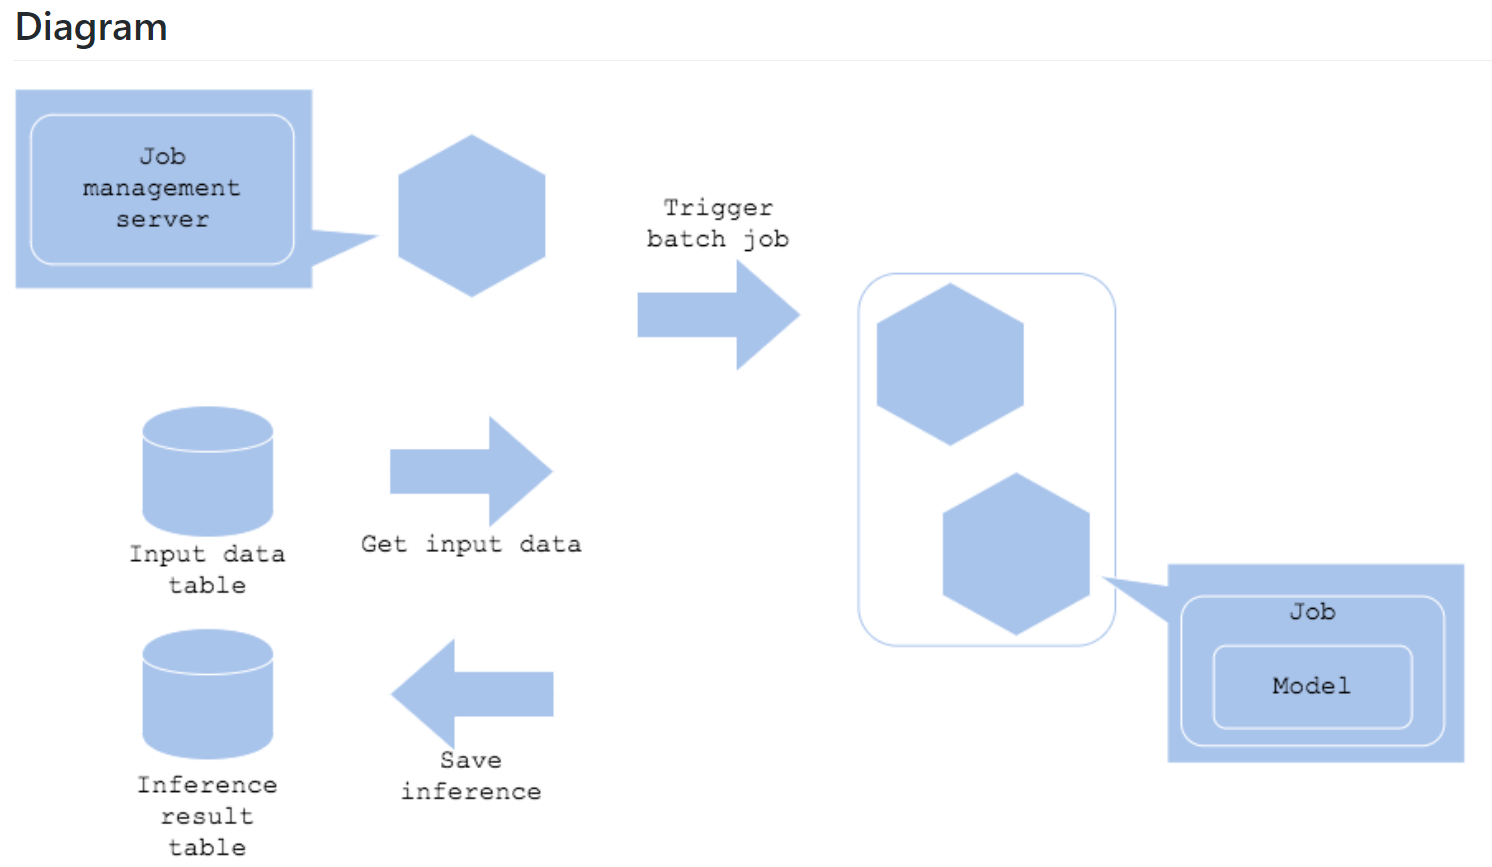 Diagram
Job
management
server
Trigger
batch job
Input data
table
Get input data
Job
Model
Save
inference
Inference
result
table